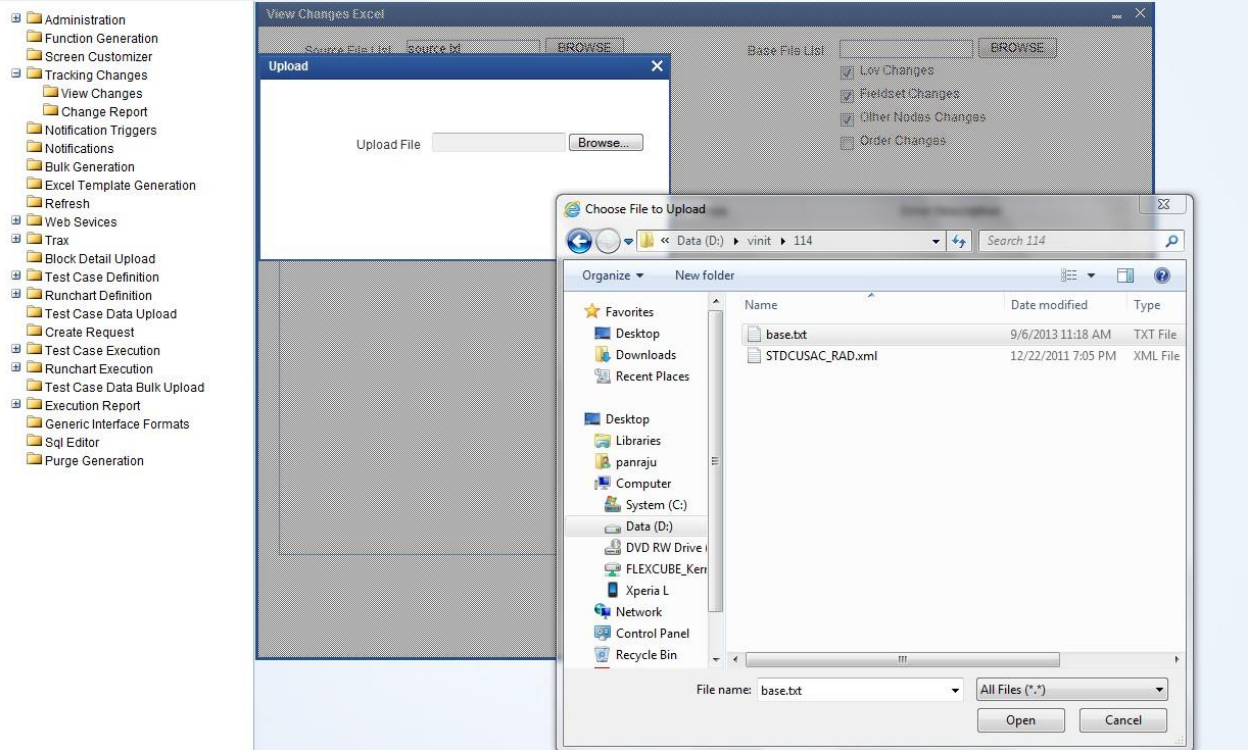 Administration
Function Generation
Screen Customizer
Tracking Changes
View Changes
Change Report
Notification Triggers
Notifications
Bulk Generation
Excel Template Generation
Refresh
Web Sevices
Trax
Block Detail Upload
Test Case Definition
Runchart Definition
Test Case Data Upload
Create Request
Test Case Execution
Runchart Execution
Test Case Data Bulk Upload
Execution Report
Generic Interface Formats
Sql Editor
Purge Generation
View Changes Excel
Source File List source.txt BROWSE Base File List BROWSE
Lov Changes
Fieldset Changes
Other Nodes Changes
Order Changes
Upload
Upload File Browse...
Choose File to Upload
« Data (D:) vinit 114 Search 114
Organize New folder
Name Date modified Type
base.txt 9/6/2013 11:18 AM TXT File
STDCUSAC_RAD.xml 12/22/2011 7:05 PM XML File
Favorites
Desktop
Downloads
Recent Places
Desktop
Libraries
panraju
Computer
System (C:)
Data (D:)
DVD RW Drive
FLEXCUBE_Kerr
Xperia L
Network
Control Panel
Recycle Bin
File name: base.txt All Files (*.*)
Open Cancel